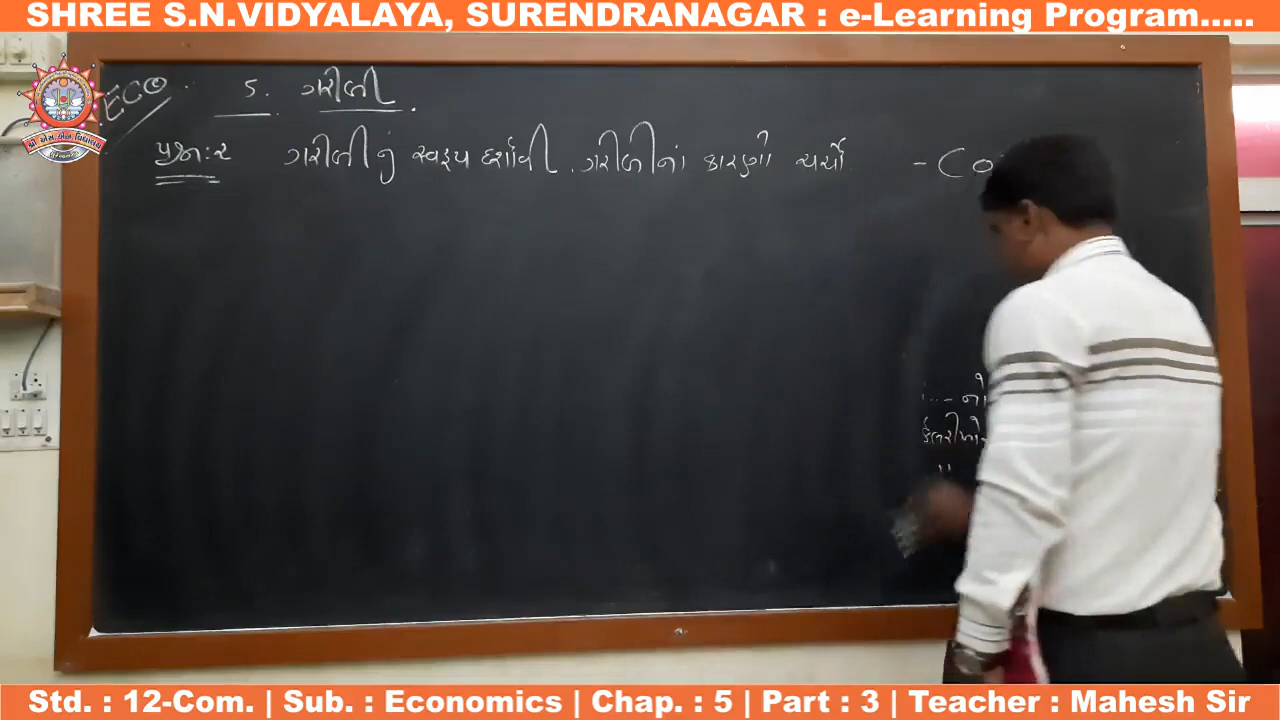 SHREE S.N.VIDYALAYA, SURENDRANAGAR : e-Learning Program.....
ECO 5. ગરીબી
પ્રશ્ન:૨ ગરીબીનું સ્વરૂપ દર્શાવી ગરીબીનાં કારણો ચર્ચો - Co
Std. : 12-Com. | Sub. : Economics | Chap. : 5 | Part : 3 | Teacher : Mahesh Sir